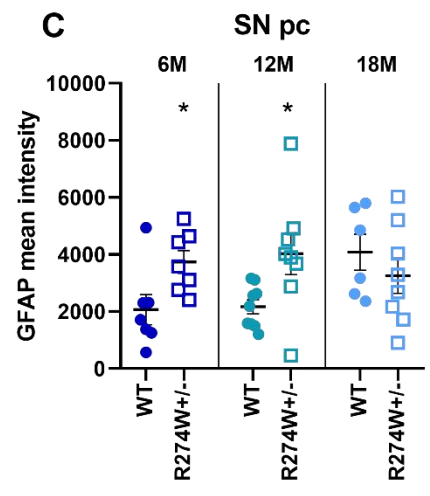 C
SN pc
6M
12M
18M
GFAP mean intensity
10000
8000
6000
4000
2000
0
*
*
WT
R274W+/-
WT
R274W+/-
WT
R274W+/-